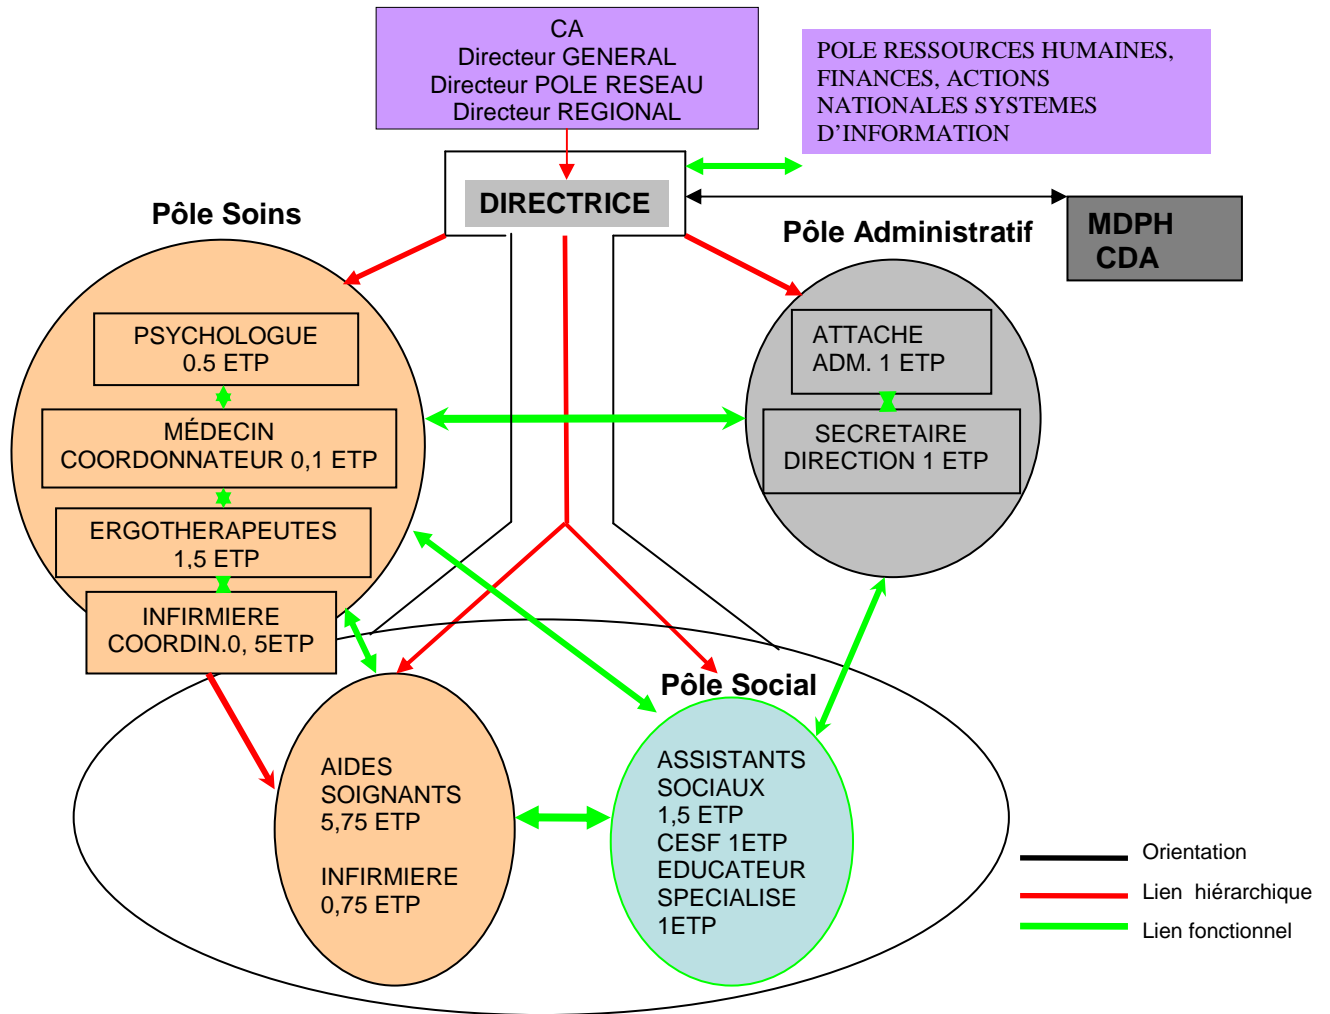 CA
Directeur GENERAL
Directeur POLE RESEAU
Directeur REGIONAL
POLE RESSOURCES HUMAINES,
FINANCES, ACTIONS
NATIONALES SYSTEMES
D'INFORMATION
DIRECTRICE
MDPH
CDA
Pôle Soins
Pôle Administratif
PSYCHOLOGUE
0.5 ETP
MÉDECIN
COORDONNATEUR 0,1 ETP
ERGOTHERAPEUTES
1,5 ETP
INFIRMIERE
COORDIN.0, 5ETP
ATTACHE
ADM. 1 ETP
SECRETAIRE
DIRECTION 1 ETP
Pôle Social
AIDES
SOIGNANTS
5,75 ETP
INFIRMIERE
0,75 ETP
ASSISTANTS
SOCIAUX
1,5 ETP
CESF 1ETP
EDUCATEUR
SPECIALISE
1ETP
Orientation
Lien hiérarchique
Lien fonctionnel